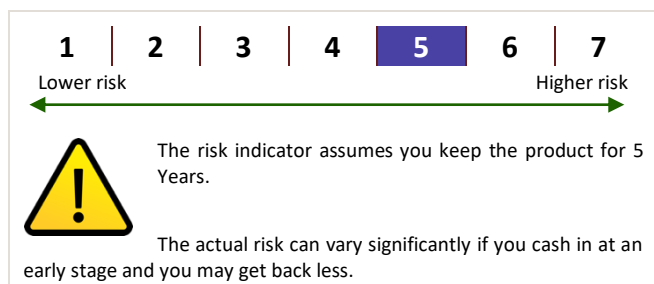 1 2 3 4 5 6 7
Lower risk Higher risk
The risk indicator assumes you keep the product for 5
Years.
The actual risk can vary significantly if you cash in at an
early stage and you may get back less.